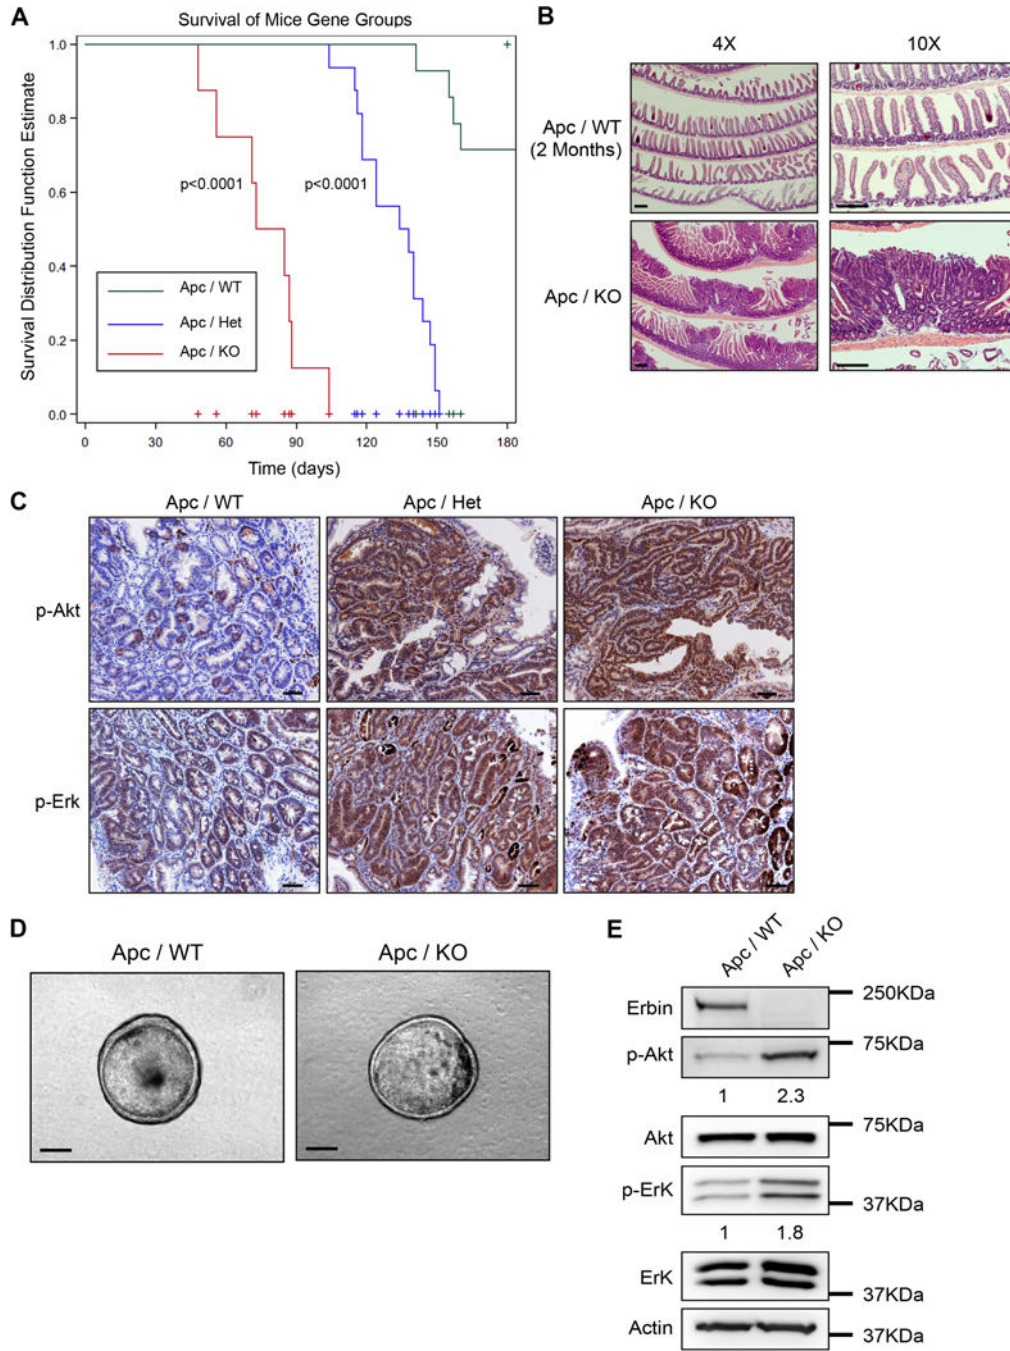 A
Survival of Mice Gene Groups
Survival Distribution Function Estimate
1.0
0.8
0.6
0.4
0.2
0.0
p<0.0001
p<0.0001
Apc / WT
Apc / Het
Apc / KO
0
30
60
90
120
150
180
Time (days)
B
4X
10X
Apc / WT
(2 Months)
Apc / KO
C
Apc / WT
Apc / Het
Apc / KO
p-Akt
p-Erk
D
Apc / WT
Apc / KO
E
Apc / WT
Apc / KO
Erbin
250KDa
p-Akt
75KDa
1
2.3
Akt
75KDa
p-ErK
37KDa
1
1.8
ErK
37KDa
Actin
37KDa